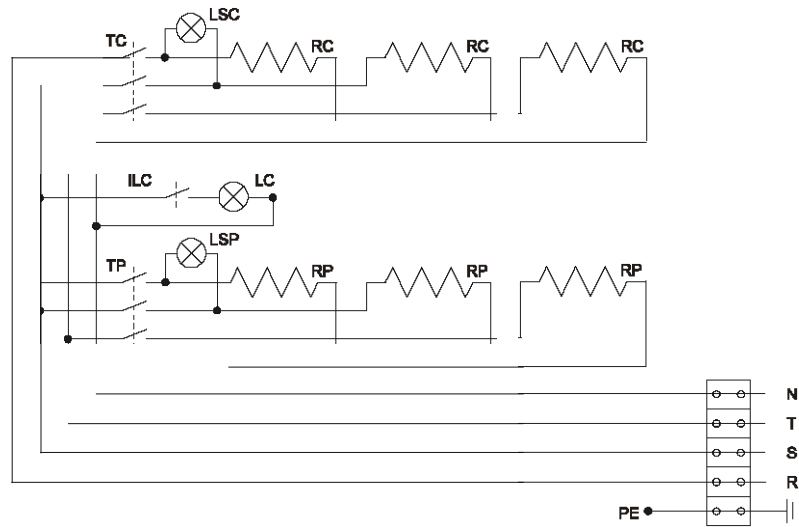 LSC
TC RC RC RC
ILC LC
LSP
TP RP RP RP
N
T
S
R
PE